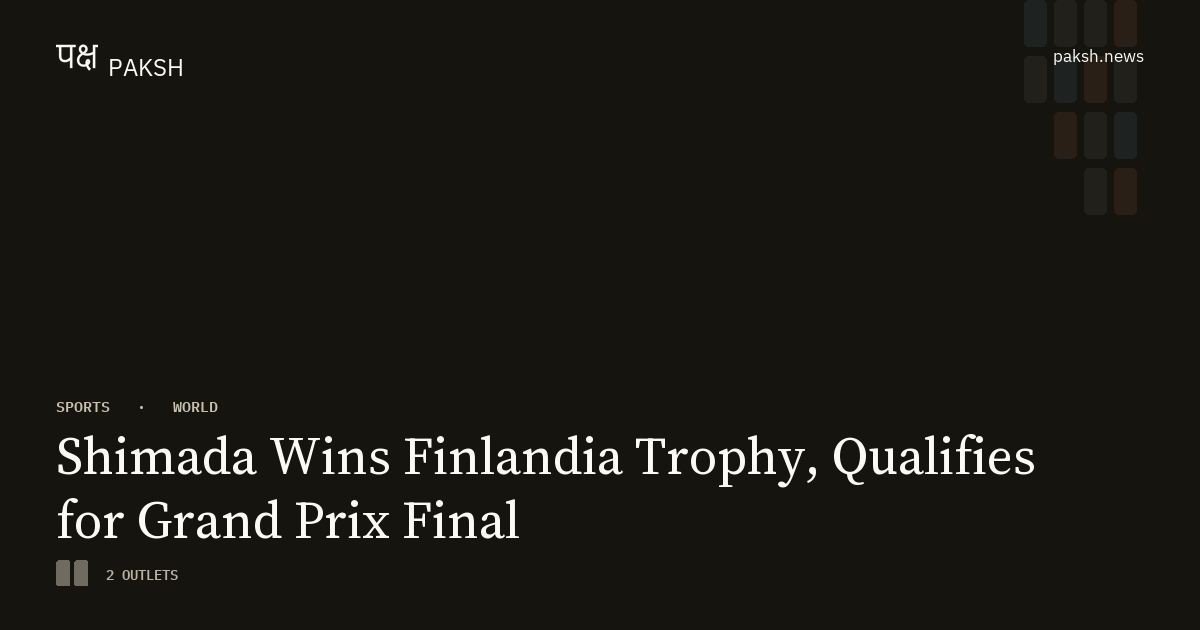 पक्ष PAKSH
paksh.news
SPORTS · WORLD
Shimada Wins Finlandia Trophy, Qualifies
for Grand Prix Final
2 OUTLETS